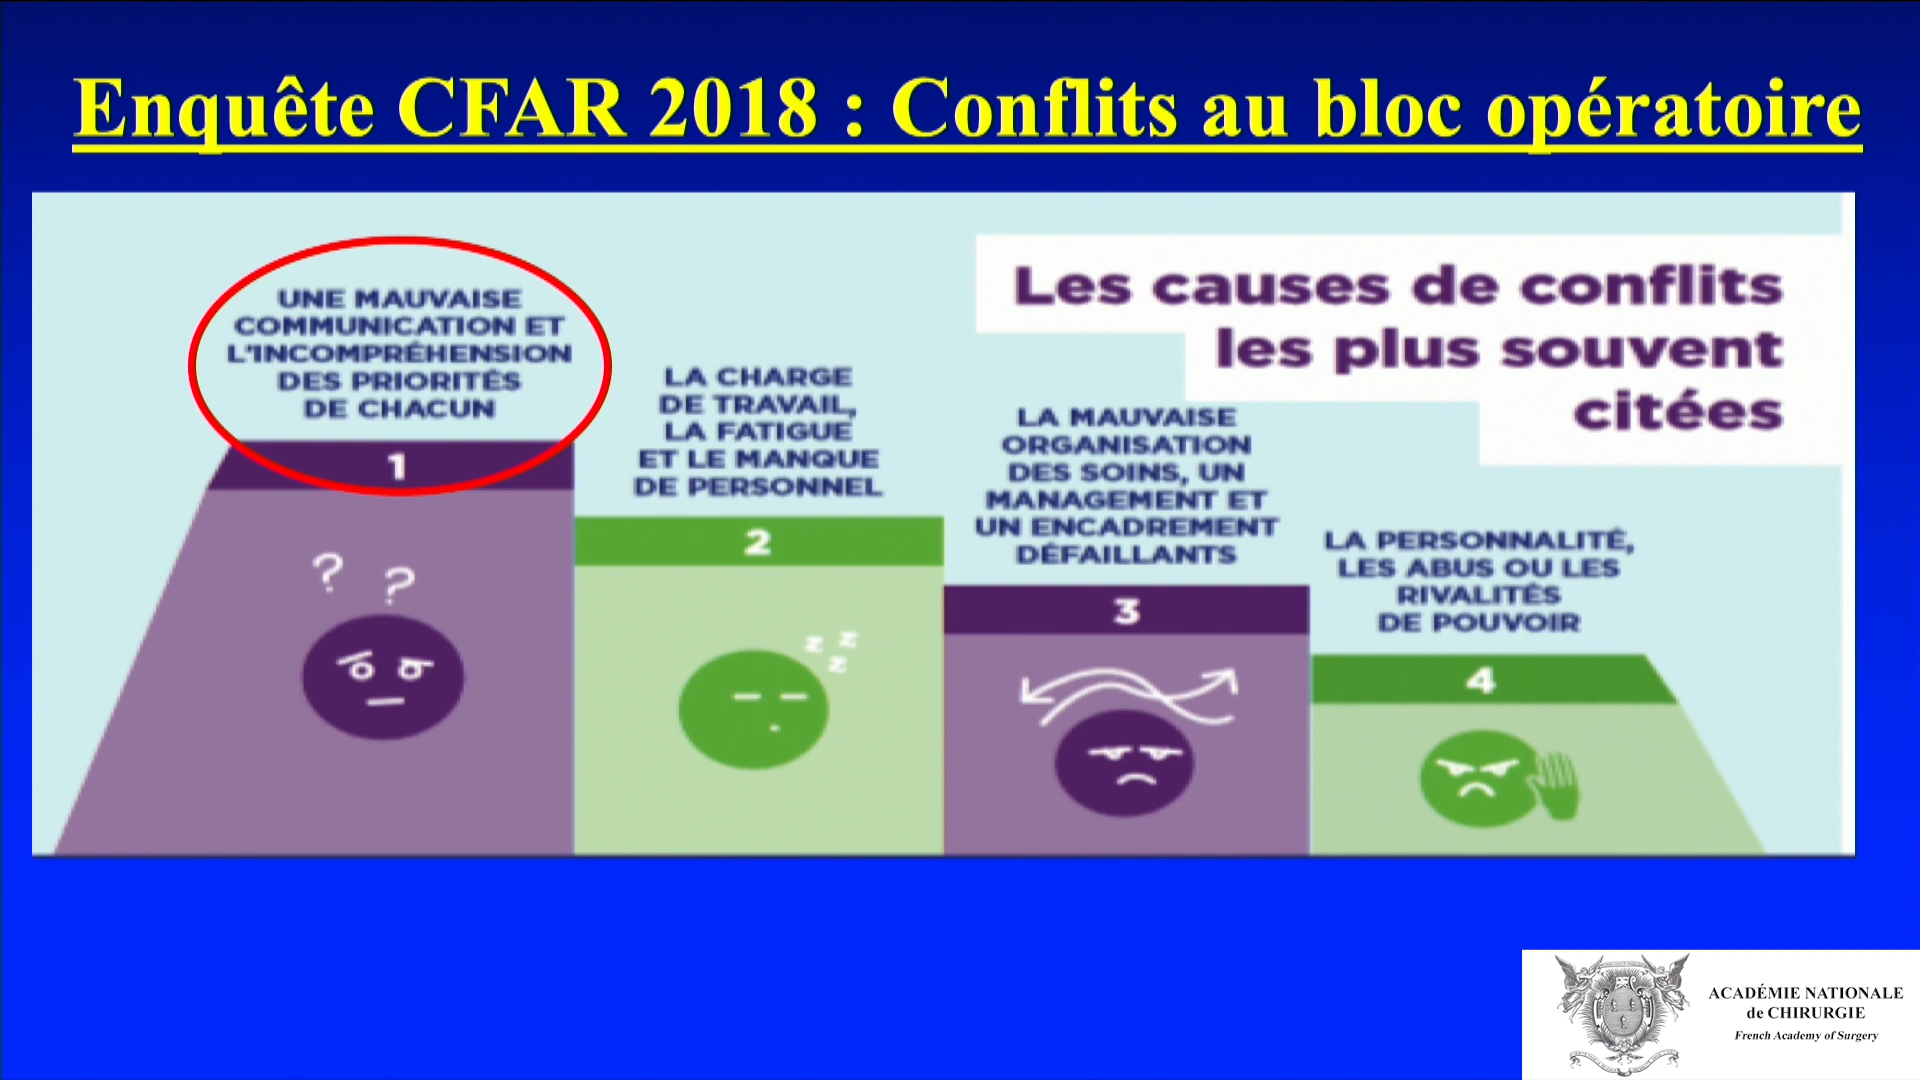 Enquête CFAR 2018 : Conflits au bloc opératoire
Les causes de conflits
les plus souvent
citées
UNE MAUVAISE
COMMUNICATION ET
L'INCOMPRÉHENSION
DES PRIORITÉS
DE CHACUN
1
? ?
LA CHARGE
DE TRAVAIL,
LA FATIGUE
ET LE MANQUE
DE PERSONNEL
2
z z
z
LA MAUVAISE
ORGANISATION
DES SOINS, UN
MANAGEMENT ET
UN ENCADREMENT
DÉFAILLANTS
3
LA PERSONNALITÉ,
LES ABUS OU LES
RIVALITÉS
DE POUVOIR
4
ACADÉMIE NATIONALE
de CHIRURGIE
French Academy of Surgery